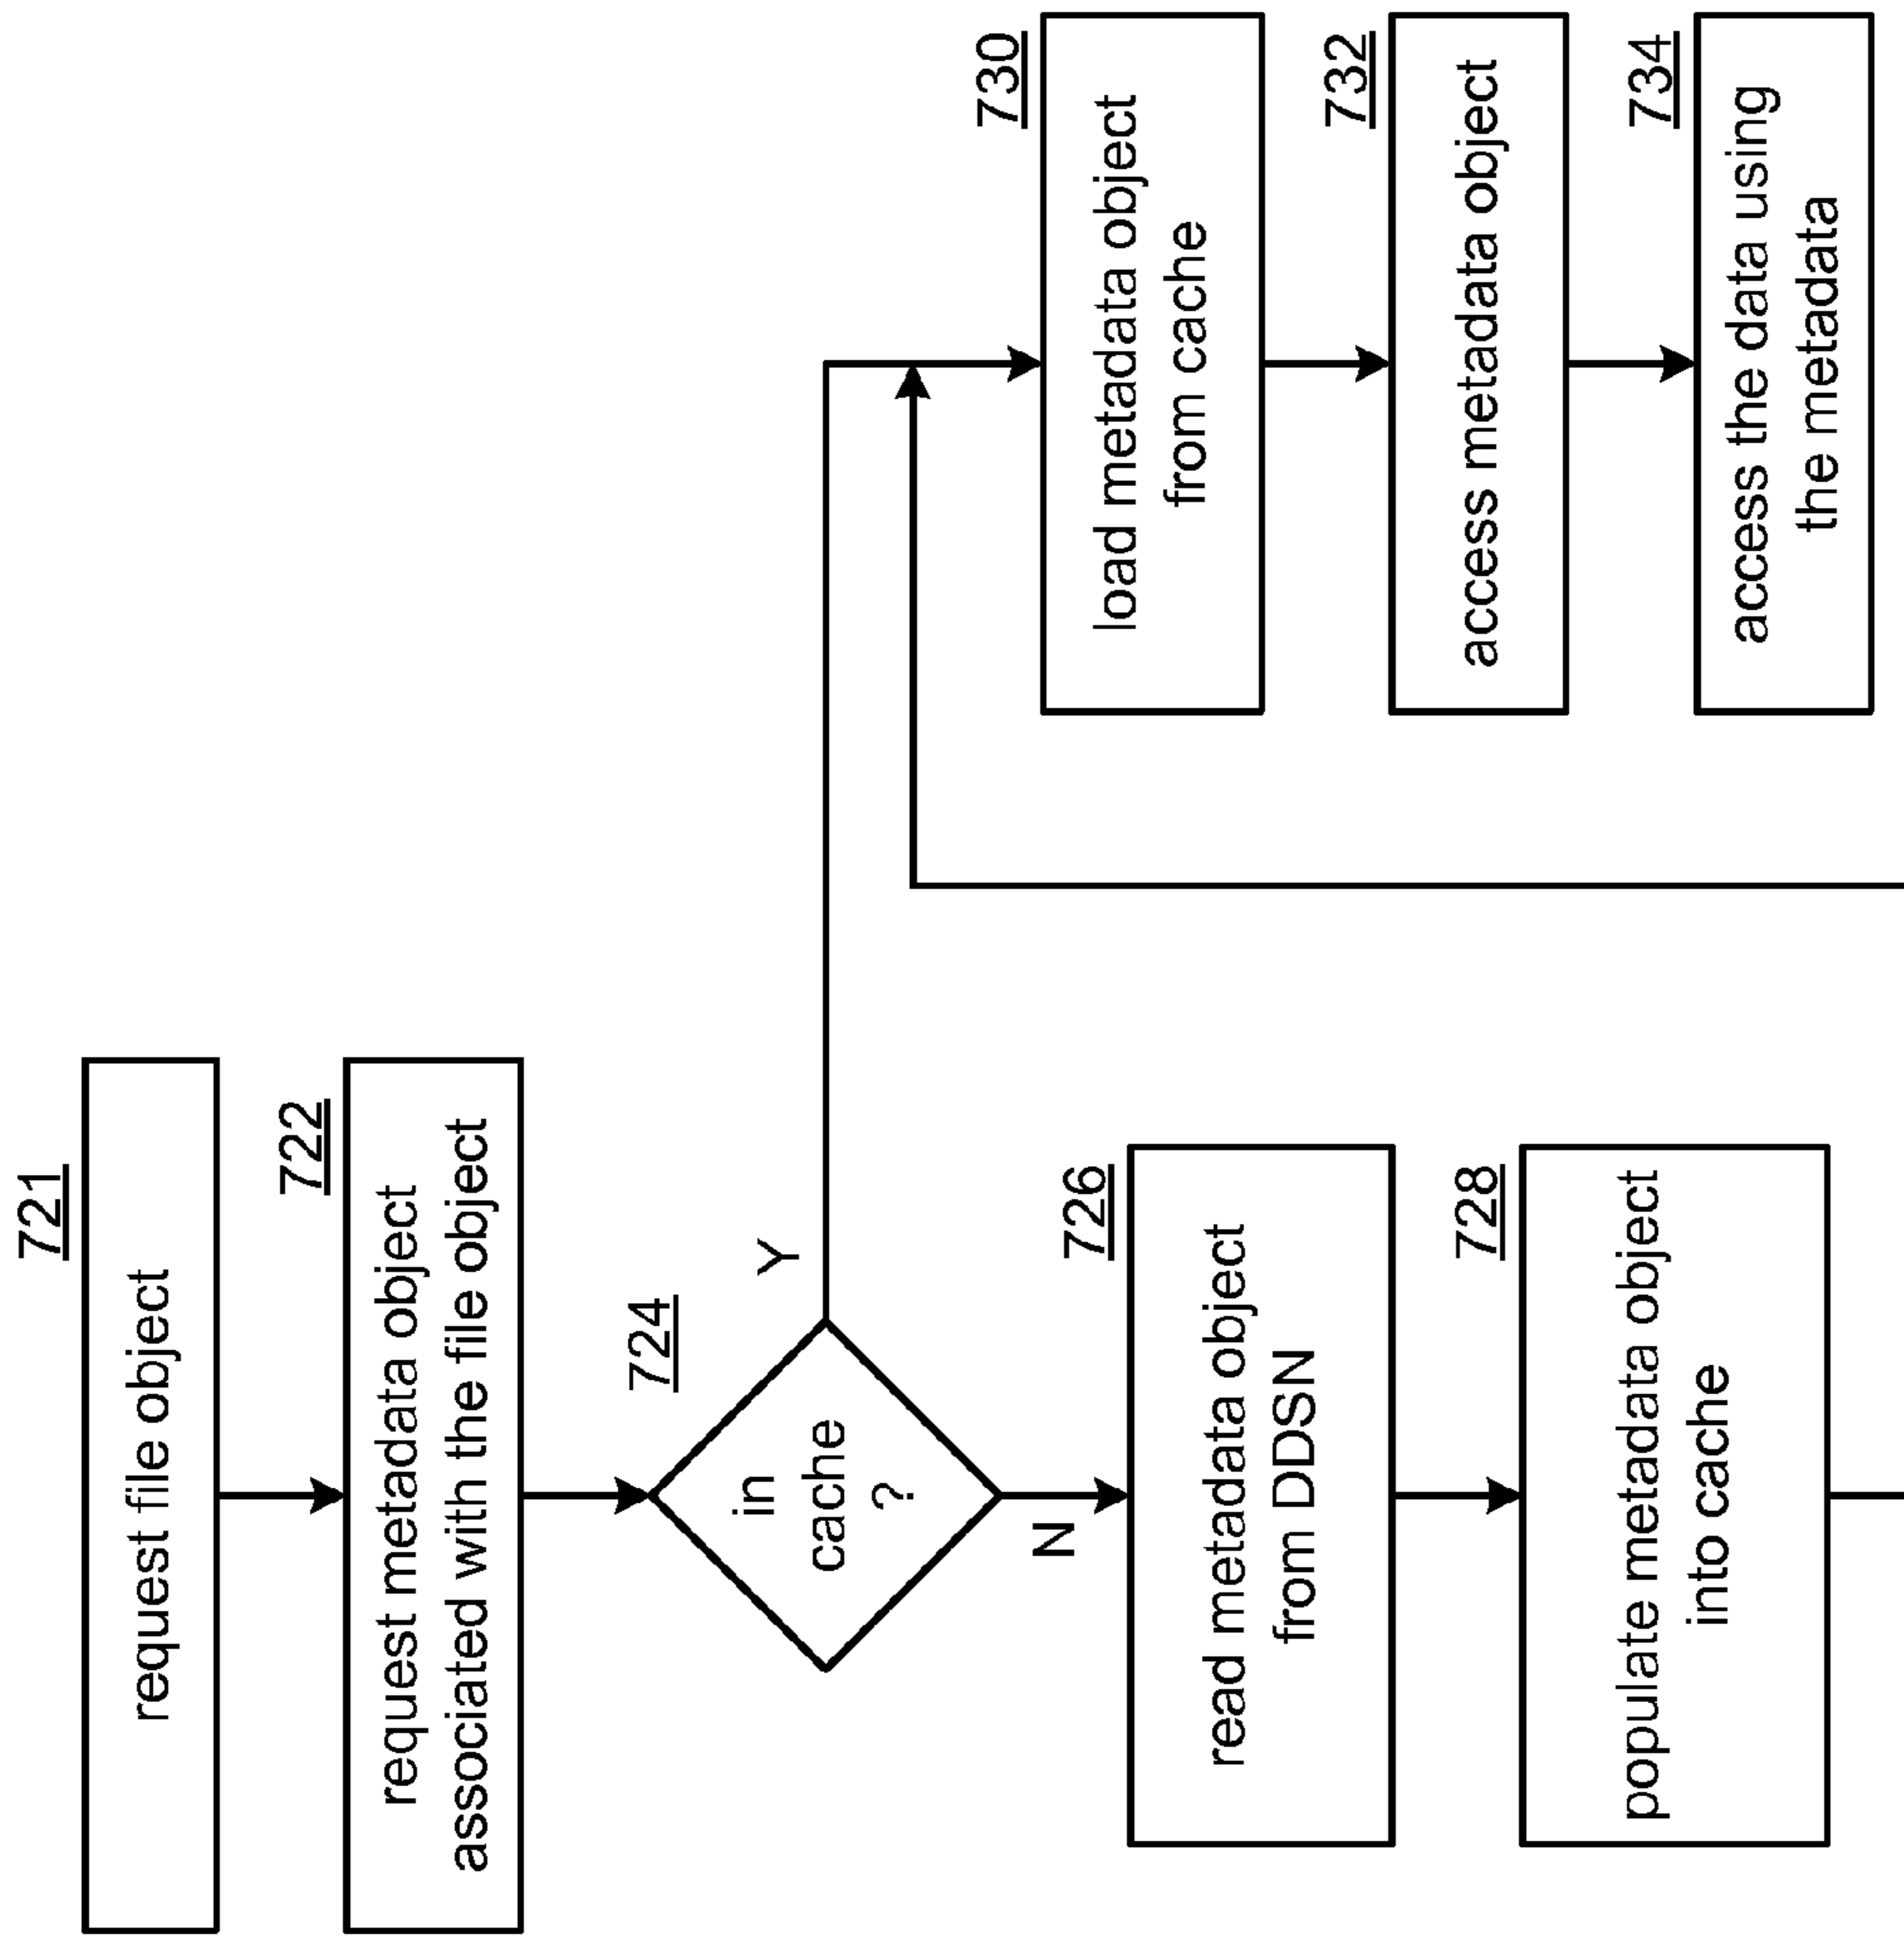 721
request file object
722
request metadata object
associated with the file object
724
in
cache
?
Y
N
726
read metadata object
from DDSN
728
populate metadata object
into cache
730
load metadata object
from cache
732
access metadata object
734
access the data using
the metadata